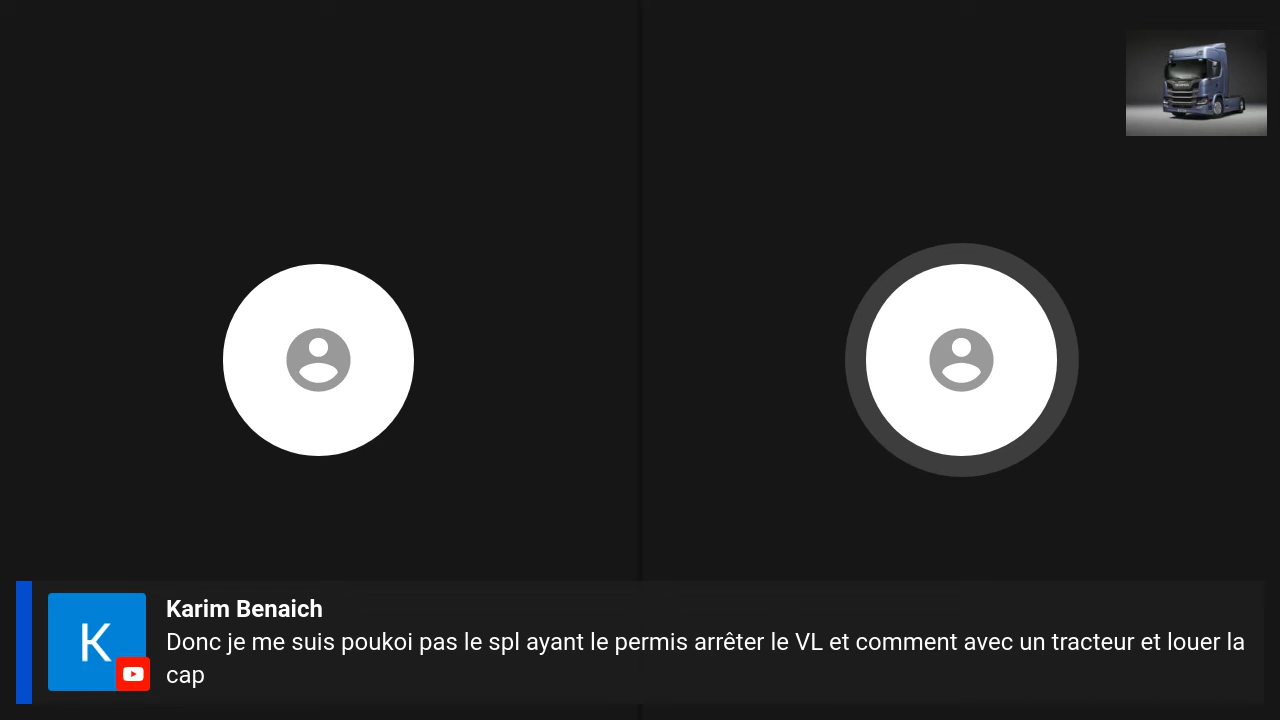 Karim Benaich
K
Donc je me suis poukoi pas le spl ayant le permis arrêter le VL et comment avec un tracteur et louer la
cap